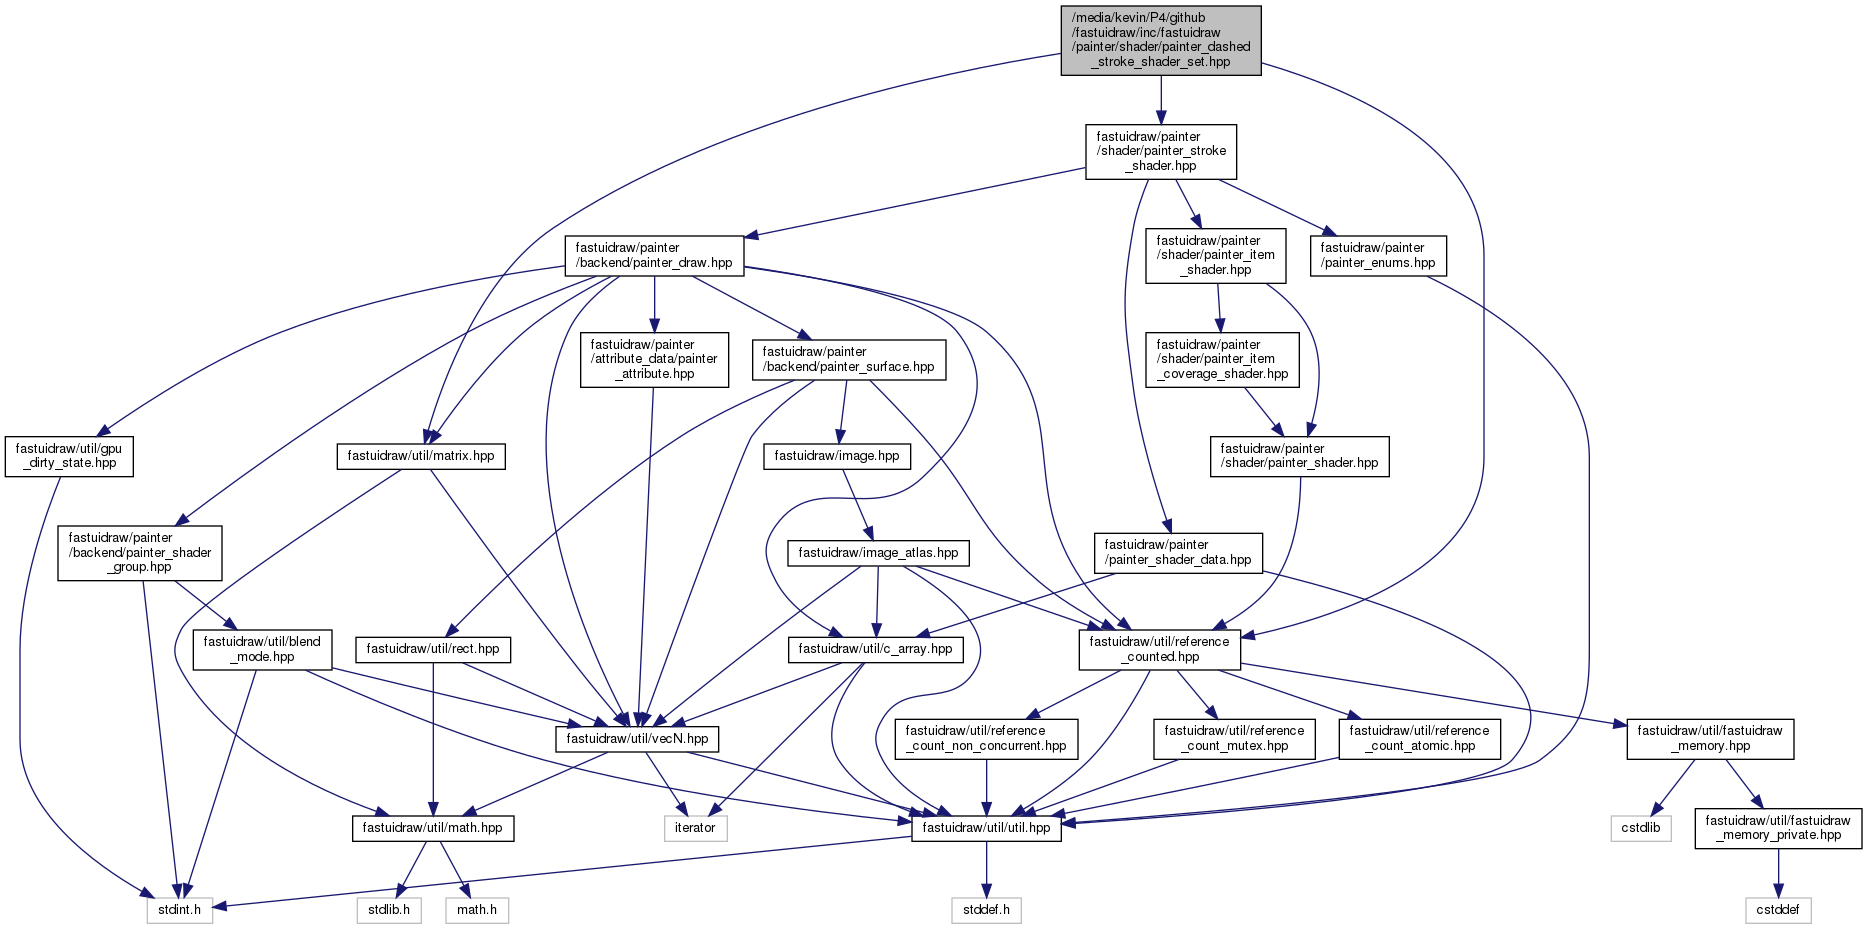 /media/kevin/P4/github
/fastuidraw/inc/fastuidraw
/painter/shader/painter_dashed
_stroke_shader_set.hpp
fastuidraw/painter
/shader/painter_stroke
_shader.hpp
fastuidraw/painter
/backend/painter_draw.hpp
fastuidraw/painter
/shader/painter_item
_shader.hpp
fastuidraw/painter
/painter_enums.hpp
fastuidraw/painter
/attribute_data/painter
_attribute.hpp
fastuidraw/painter
/backend/painter_surface.hpp
fastuidraw/painter
/shader/painter_item
_coverage_shader.hpp
fastuidraw/util/gpu
_dirty_state.hpp
fastuidraw/util/matrix.hpp
fastuidraw/image.hpp
fastuidraw/painter
/shader/painter_shader.hpp
fastuidraw/painter
/backend/painter_shader
_group.hpp
fastuidraw/image_atlas.hpp
fastuidraw/painter
/painter_shader_data.hpp
fastuidraw/util/blend
_mode.hpp
fastuidraw/util/rect.hpp
fastuidraw/util/c_array.hpp
fastuidraw/util/reference
_counted.hpp
fastuidraw/util/vecN.hpp
fastuidraw/util/reference
_count_non_concurrent.hpp
fastuidraw/util/reference
_count_mutex.hpp
fastuidraw/util/reference
_count_atomic.hpp
fastuidraw/util/fastuidraw
_memory.hpp
fastuidraw/util/math.hpp
iterator
fastuidraw/util/util.hpp
cstdlib
fastuidraw/util/fastuidraw
_memory_private.hpp
stdint.h
stdlib.h
math.h
stddef.h
cstddef